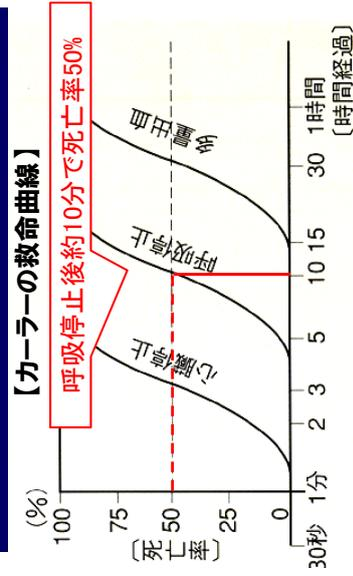 【カーラーの救命曲線】
呼吸停止後約10分で死亡率50%
(%)
100
75
50
25
0
〔死亡率〕
心臓停止
呼吸停止
多量出血
30秒
1分
2
3
5
10
15
30
1時間
〔時間経過〕